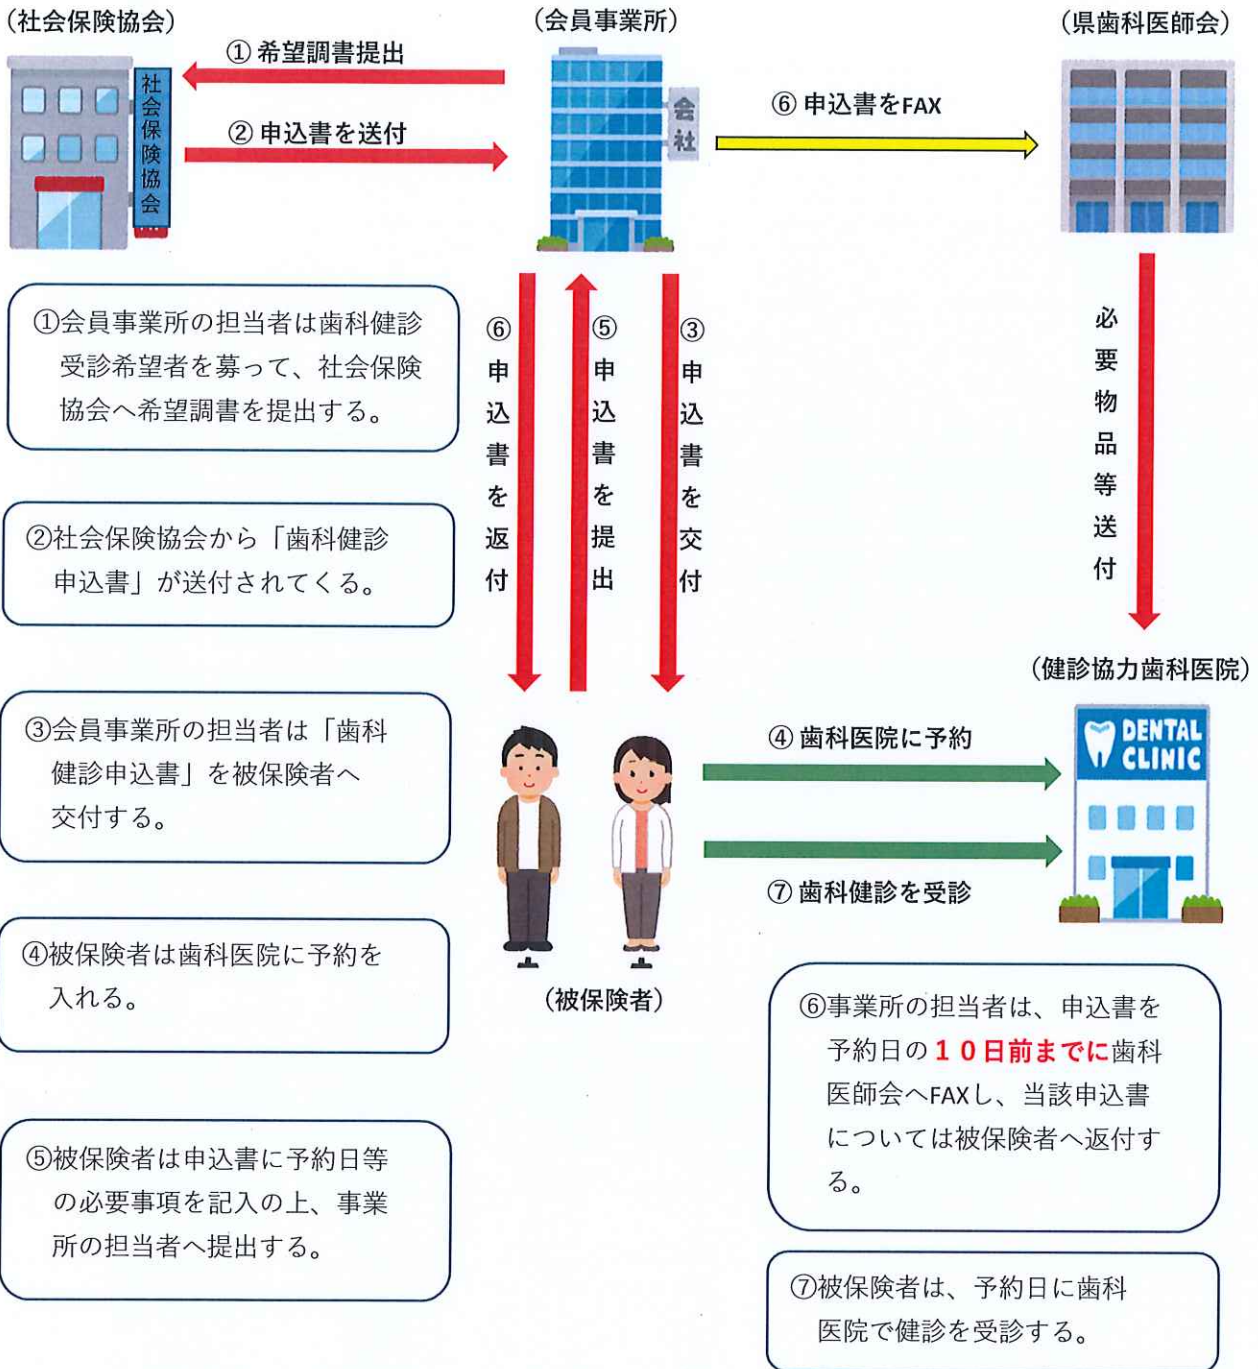 （社会保険協会）
（会員事業所）
（県歯科医師会）
① 希望調書提出
② 申込書を送付
⑥ 申込書をFAX
社会保険協会
会社
①会員事業所の担当者は歯科健診
受診希望者を募って、社会保険
協会へ希望調書を提出する。
⑥申込書を返付
⑤申込書を提出
③申込書を交付
必要物品等送付
②社会保険協会から「歯科健診
申込書」が送付されてくる。
（健診協力歯科医院）
③会員事業所の担当者は「歯科
健診申込書」を被保険者へ
交付する。
④ 歯科医院に予約
DENTAL
CLINIC
⑦ 歯科健診を受診
④被保険者は歯科医院に予約を
入れる。
（被保険者）
⑤被保険者は申込書に予約日等
の必要事項を記入の上、事業
所の担当者へ提出する。
⑥事業所の担当者は、申込書を
予約日の１０日前までに歯科
医師会へFAXし、当該申込書
については被保険者へ返付す
る。
⑦被保険者は、予約日に歯科
医院で健診を受診する。